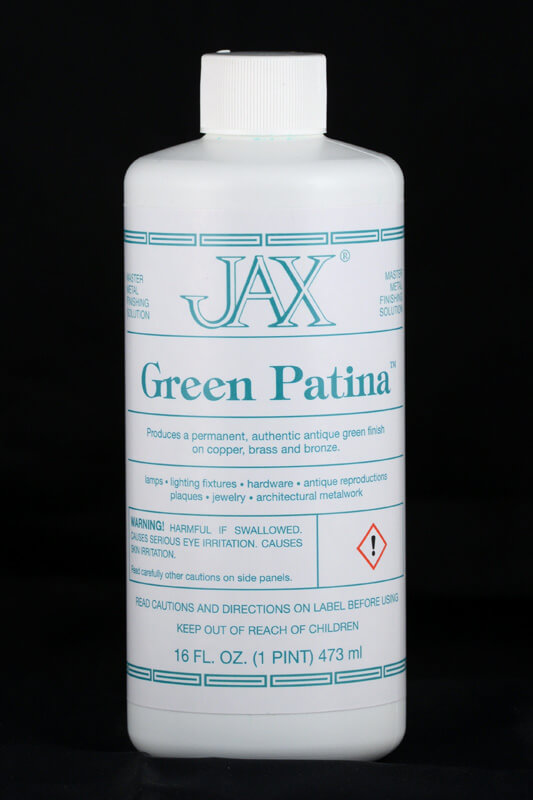 JAX®
MASTER
METAL
FINISHING
SOLUTION
MASTER
METAL
FINISHING
SOLUTION
Green Patina™
Produces a permanent, authentic antique green finish
on copper, brass and bronze.
lamps • lighting fixtures • hardware • antique reproductions
plaques • jewelry • architectural metalwork
WARNING! HARMFUL IF SWALLOWED.
CAUSES SERIOUS EYE IRRITATION. CAUSES
SKIN IRRITATION.
Read carefully other cautions on side panels.
!
READ CAUTIONS AND DIRECTIONS ON LABEL BEFORE USING
KEEP OUT OF REACH OF CHILDREN
16 FL. OZ. (1 PINT) 473 ml